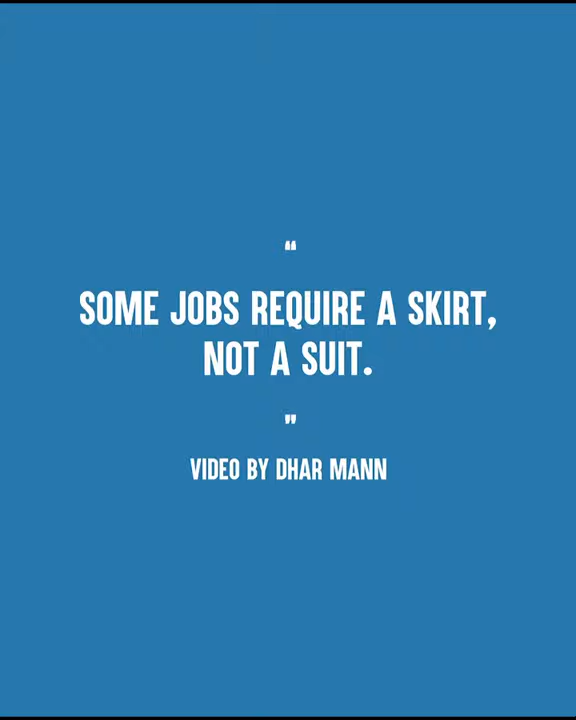 “
SOME JOBS REQUIRE A SKIRT,
NOT A SUIT.
”
VIDEO BY DHAR MANN